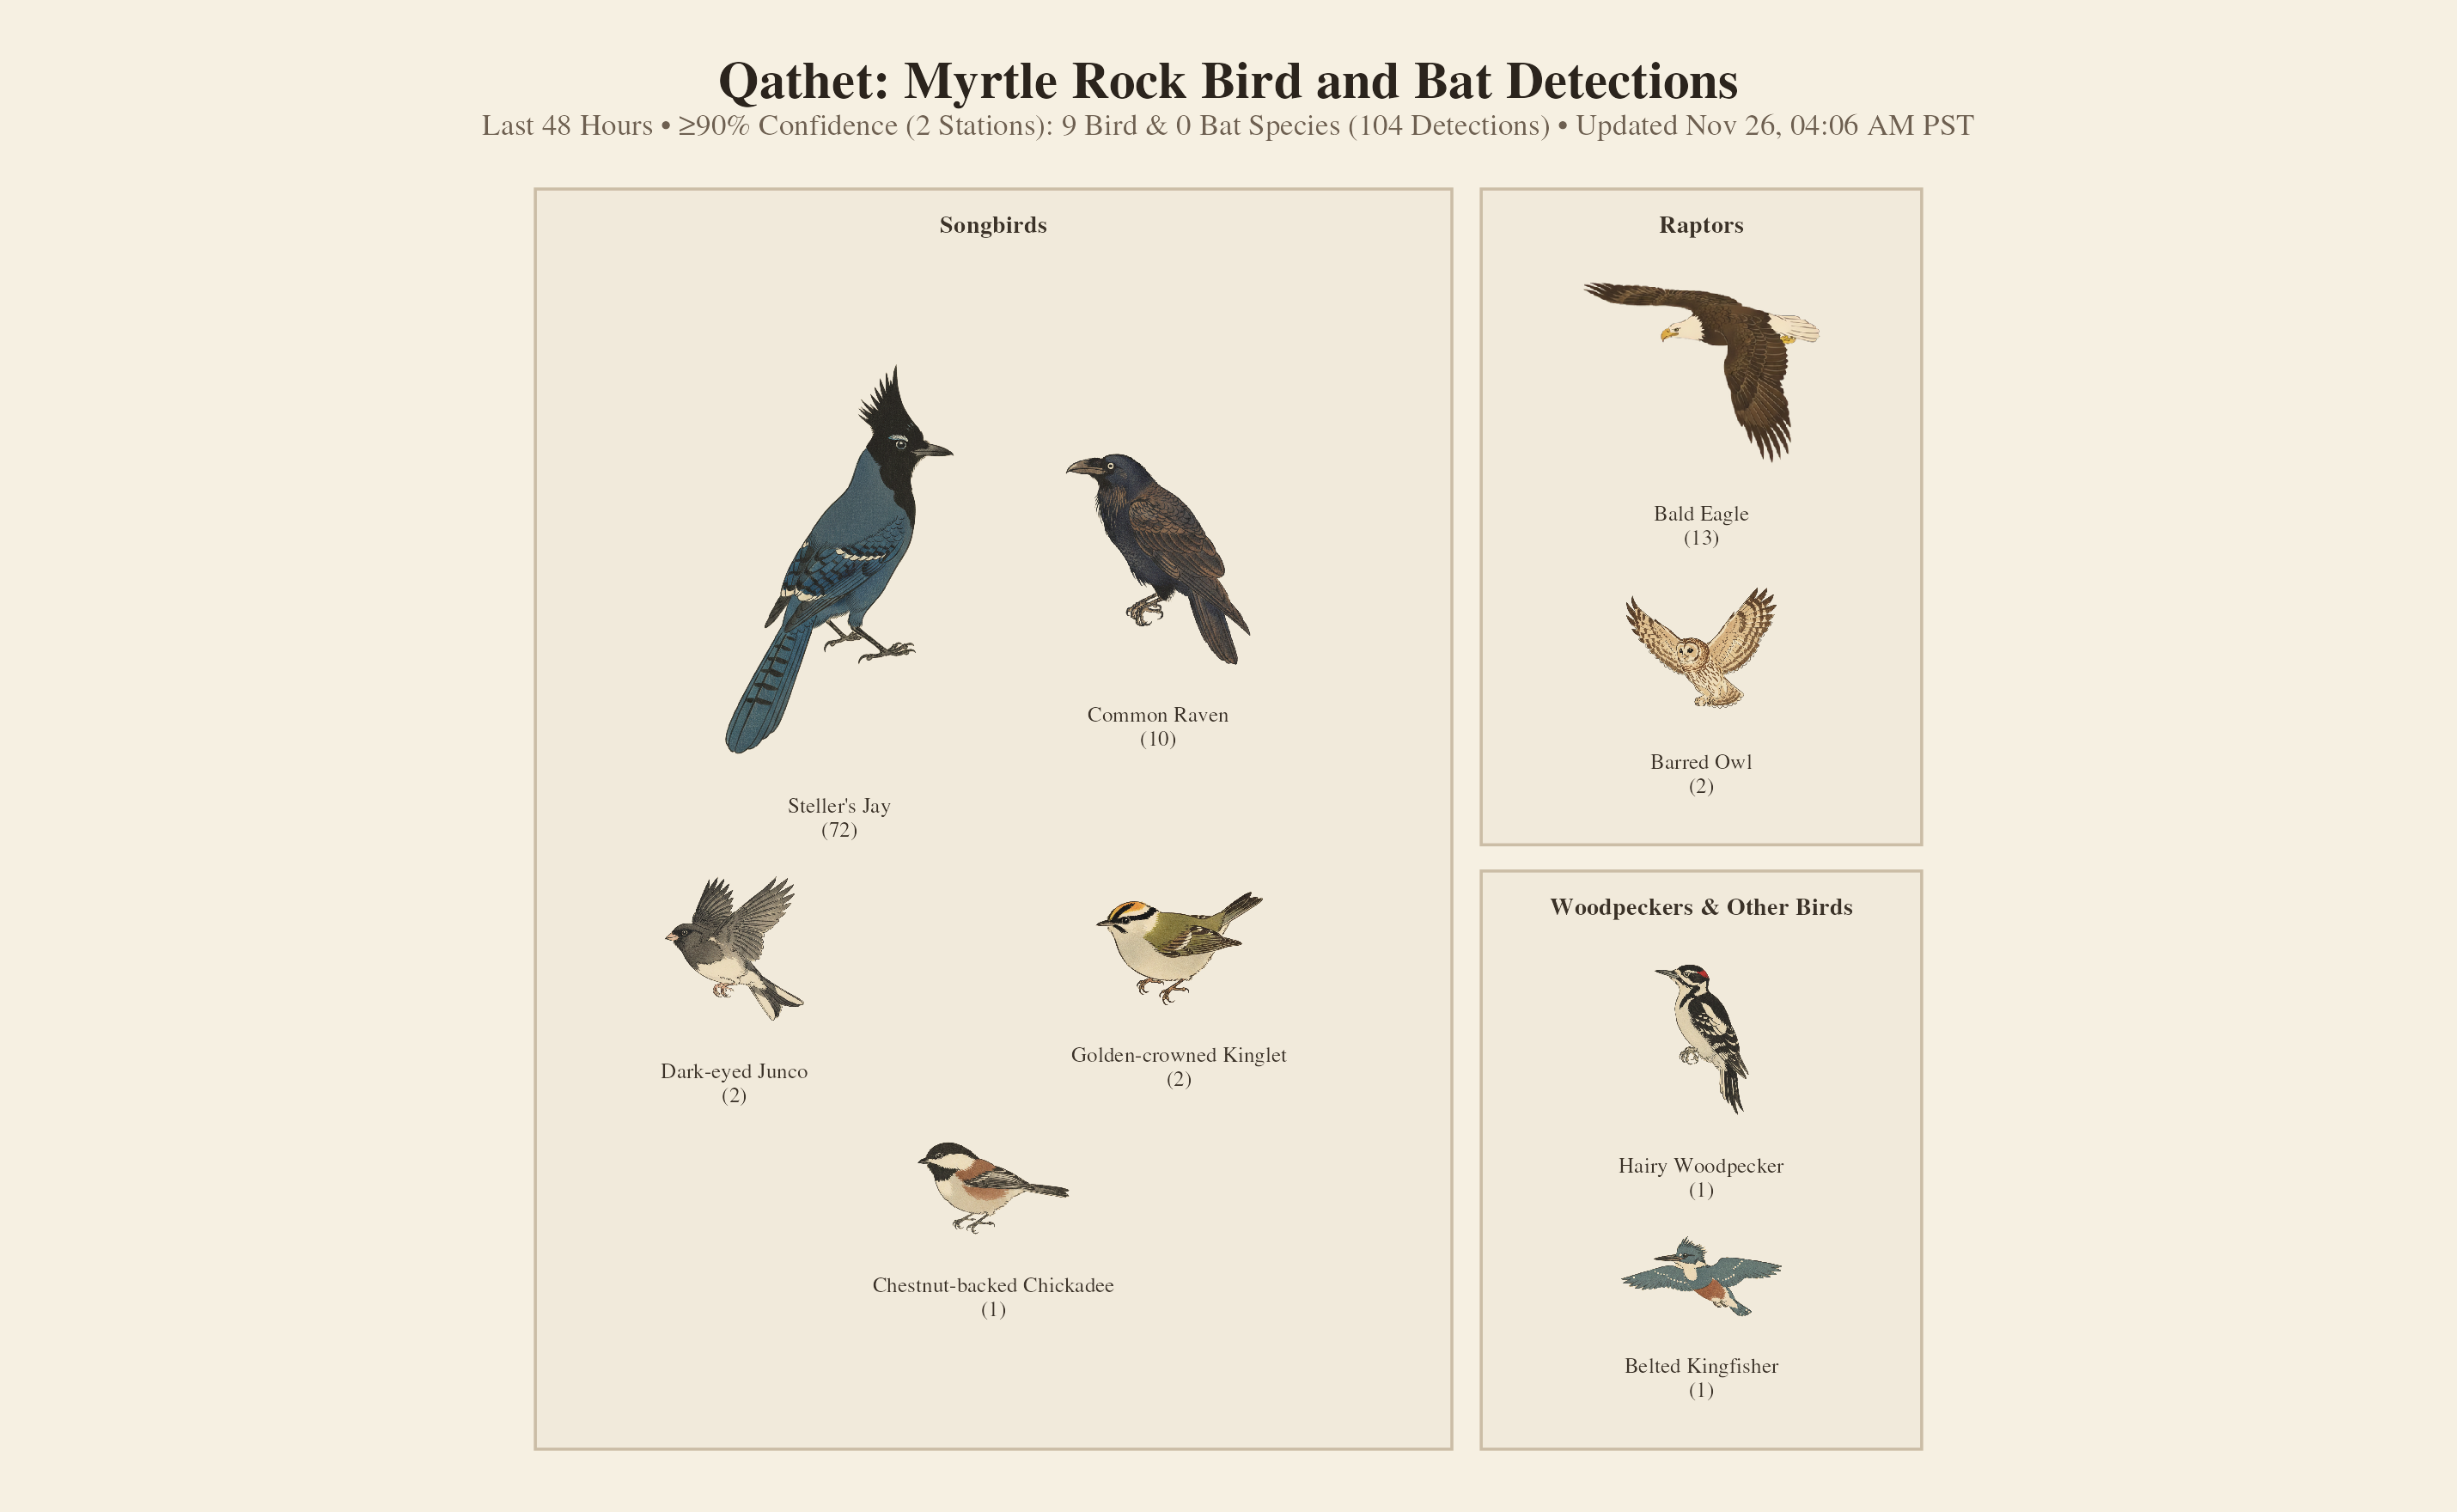 Qathet: Myrtle Rock Bird and Bat Detections
Last 48 Hours • ≥90% Confidence (2 Stations): 9 Bird & 0 Bat Species (104 Detections) • Updated Nov 26, 04:06 AM PST
Songbirds
Steller's Jay
(72)
Common Raven
(10)
Dark-eyed Junco
(2)
Golden-crowned Kinglet
(2)
Chestnut-backed Chickadee
(1)
Raptors
Bald Eagle
(13)
Barred Owl
(2)
Woodpeckers & Other Birds
Hairy Woodpecker
(1)
Belted Kingfisher
(1)